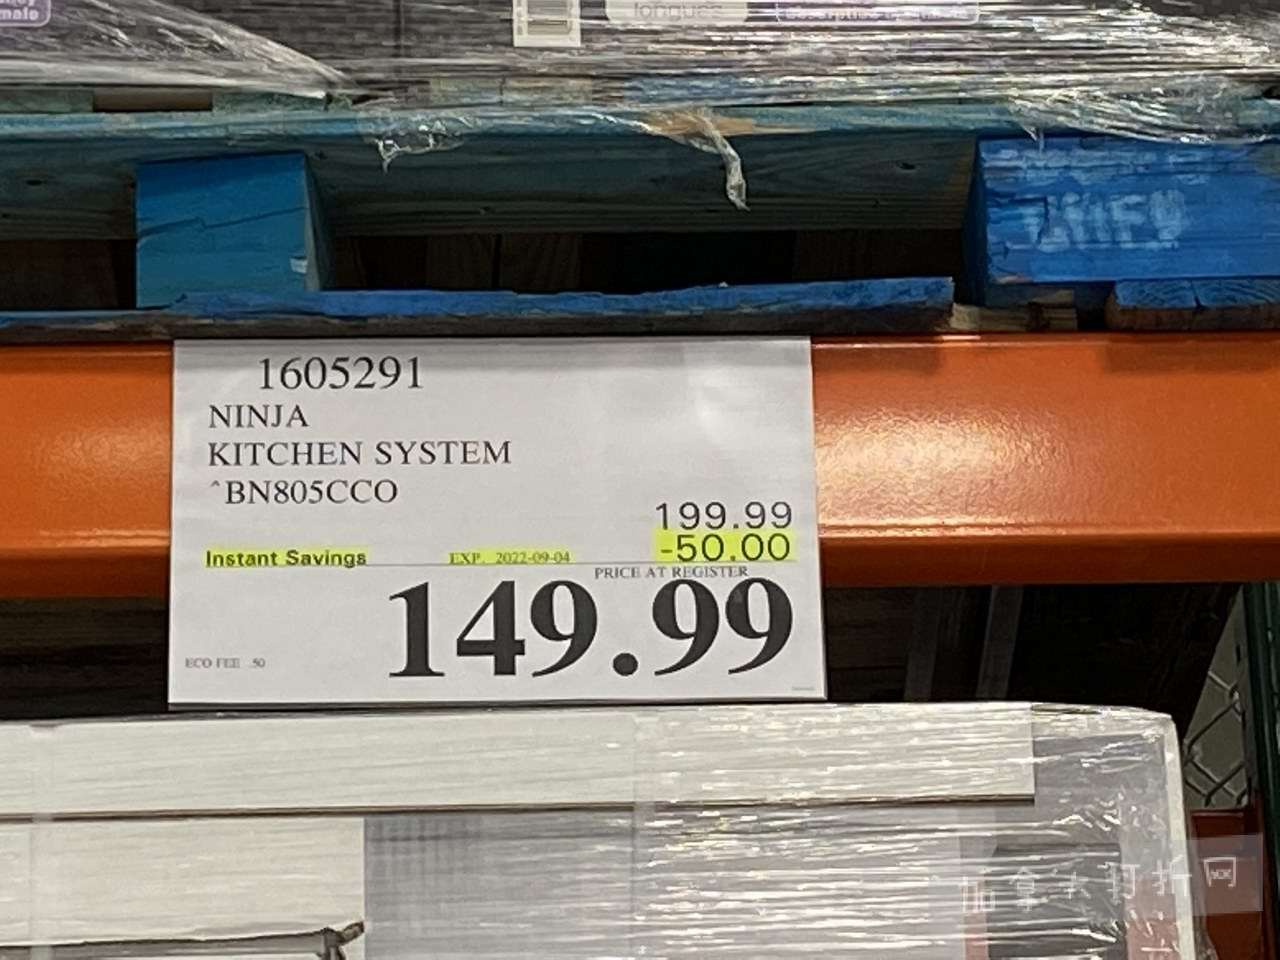 longues
1605291
NINJA
KITCHEN SYSTEM
^BN805CCO
199.99
Instant Savings EXP. 2022-09-04 -50.00
PRICE AT REGISTER
149.99
ECO FEE .50
加拿大打折网